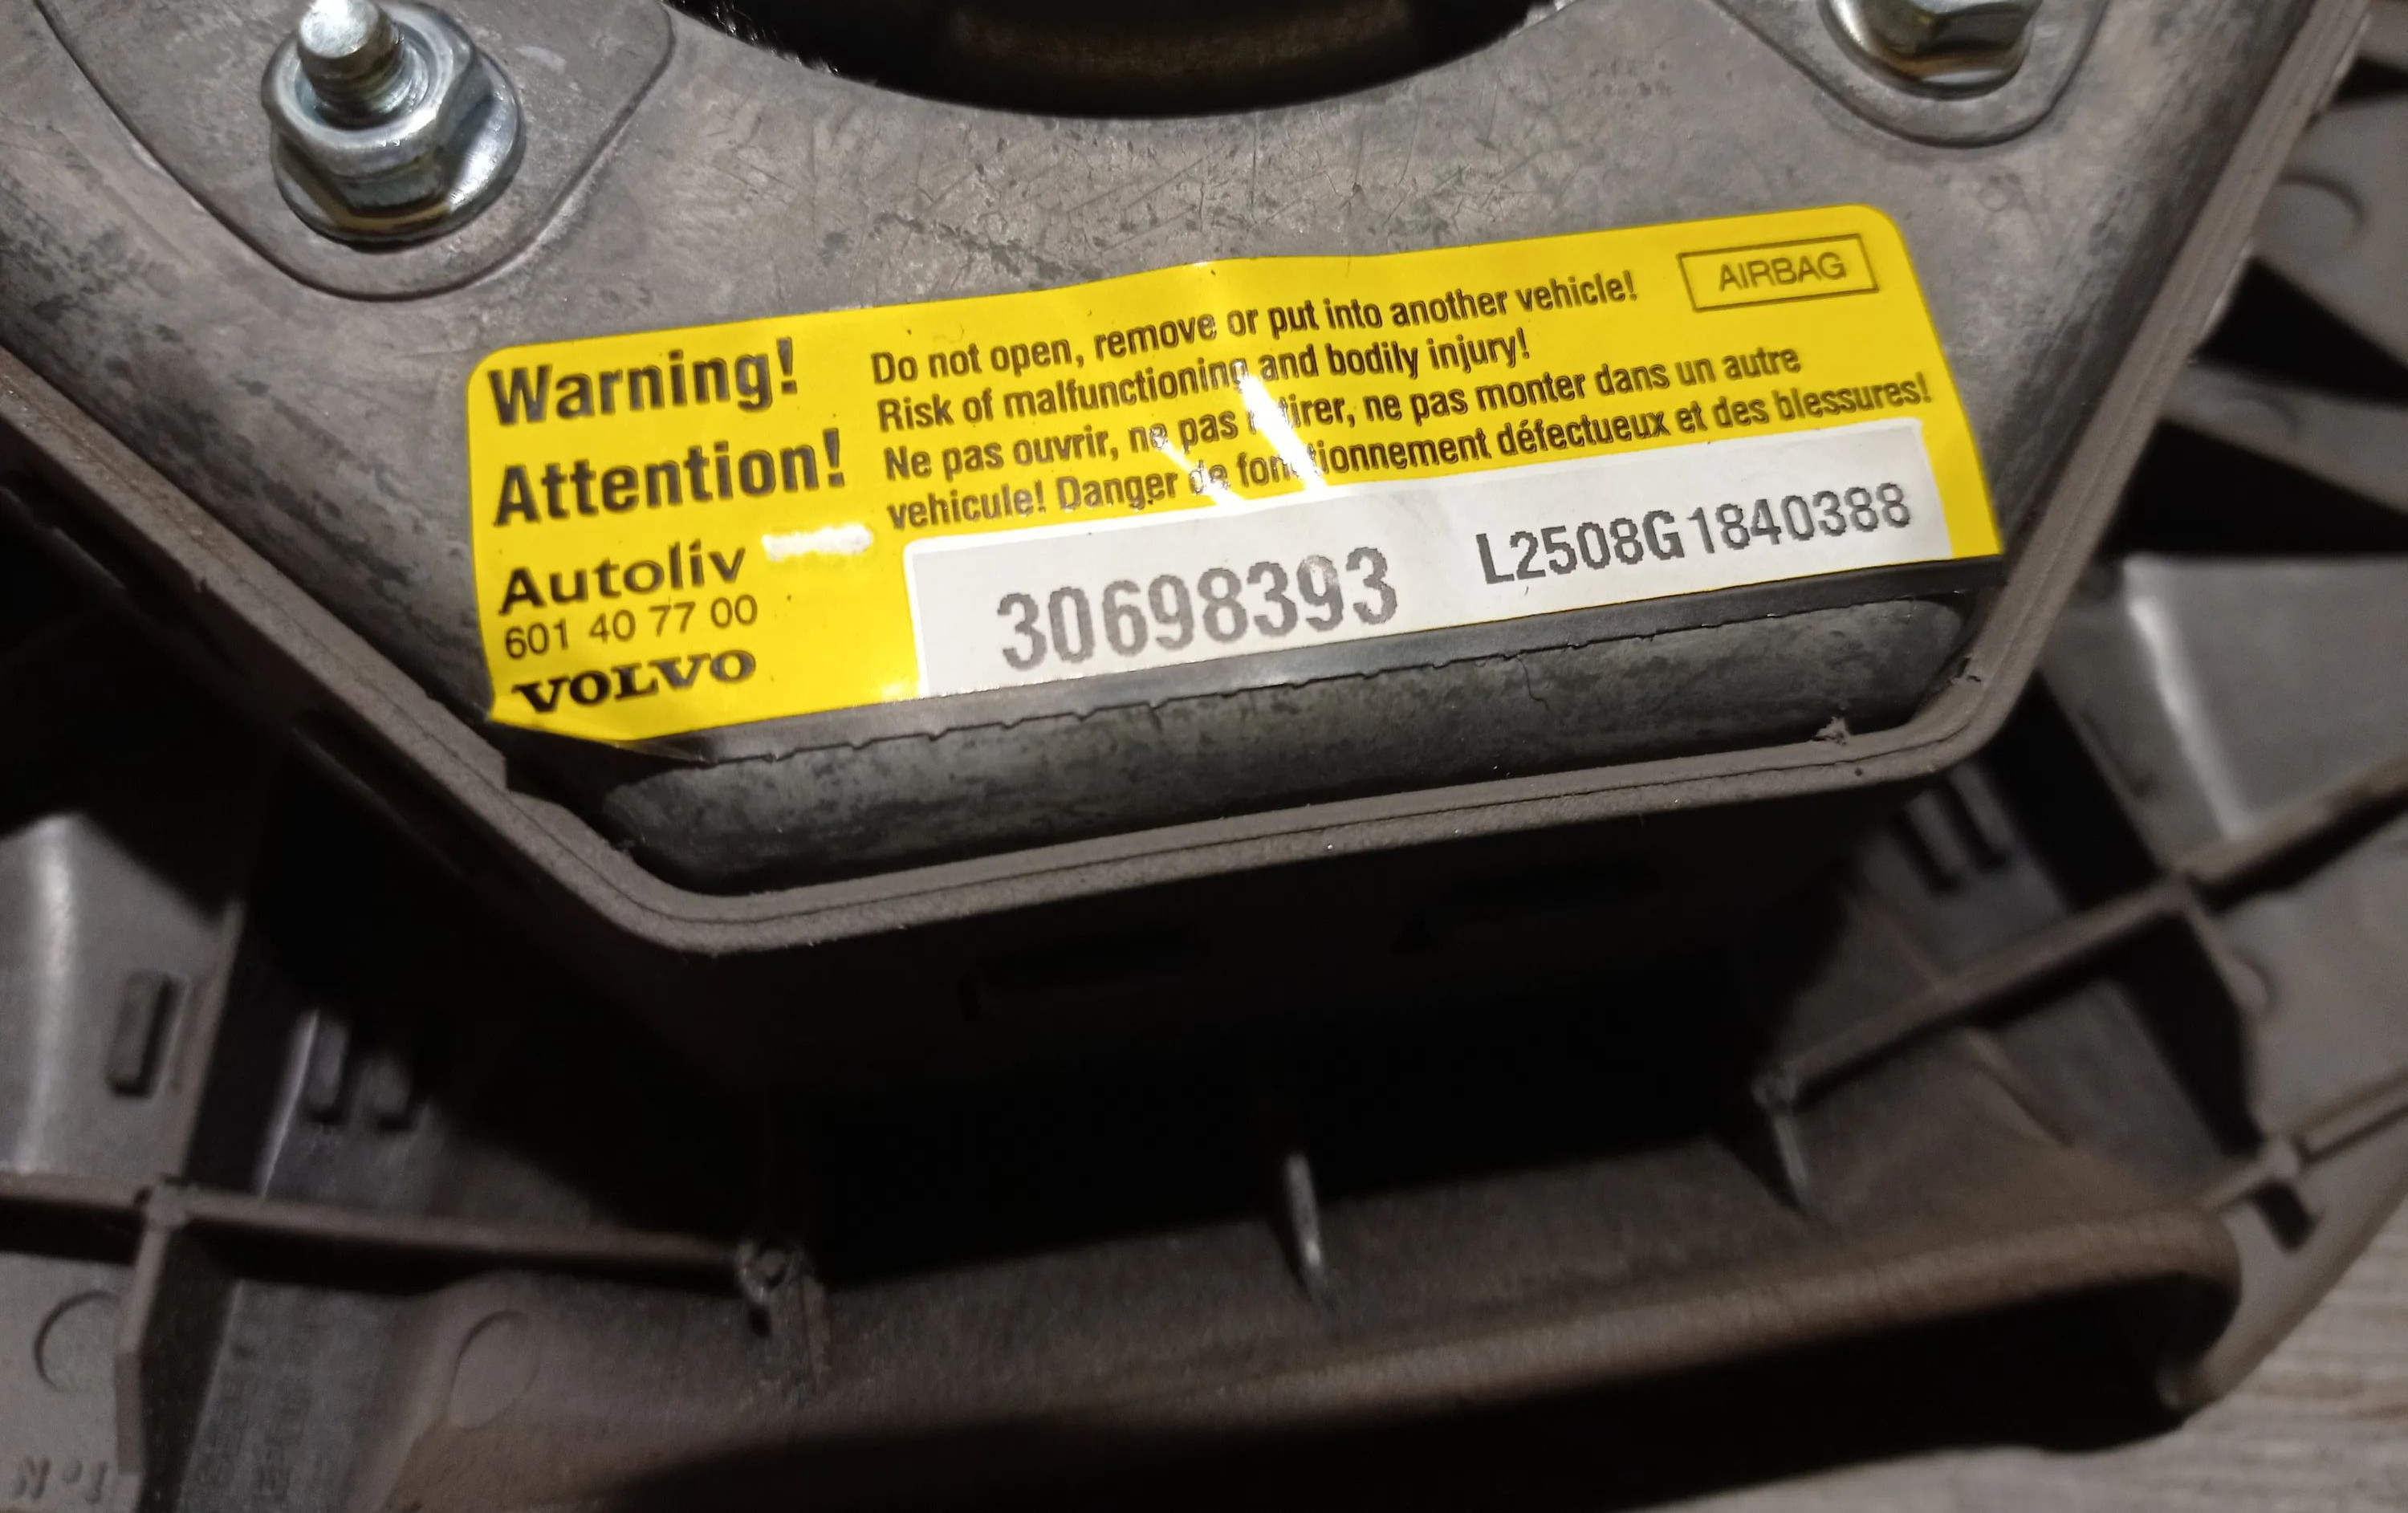 Warning!
Attention!
Autoliv
601 40 77 00
VOLVO
Do not open, remove or put into another vehicle!
Risk of malfunctioning and bodily injury!
Ne pas ouvrir, ne pas retirer, ne pas monter dans un autre
vehicule! Danger de fonctionnement défectueux et des blessures!
AIRBAG
30698393
L2508G1840388